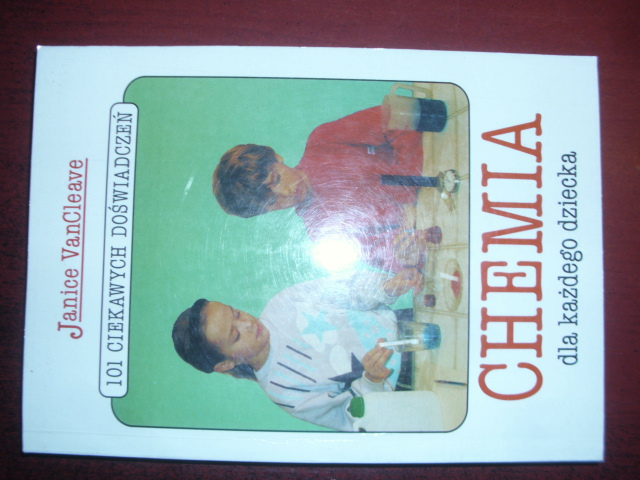 Janice VanCleave
101 CIEKAWYCH DOŚWIADCZEŃ
CHEMIA
dla każdego dziecka